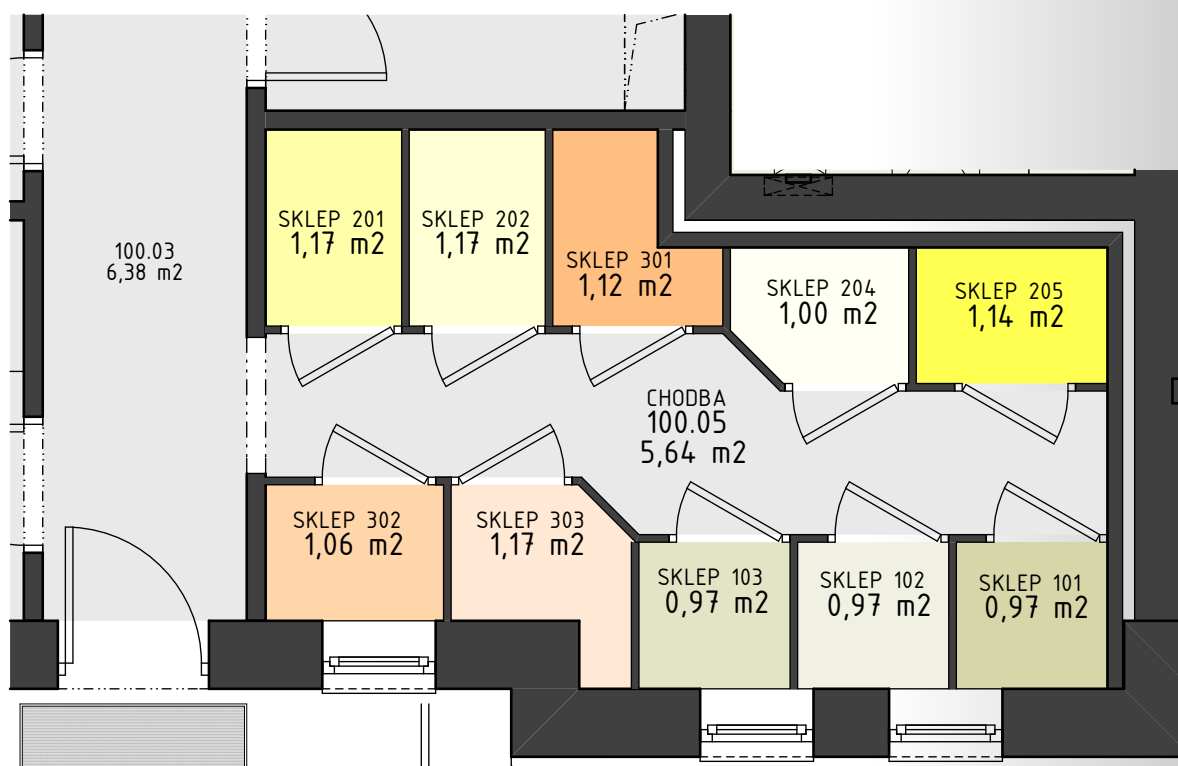 SKLEP 201
1,17 m2
SKLEP 202
1,17 m2
SKLEP 301
1,12 m2
SKLEP 204
1,00 m2
SKLEP 205
1,14 m2
100.03
6,38 m2
CHODBA
100.05
5,64 m2
SKLEP 302
1,06 m2
SKLEP 303
1,17 m2
SKLEP 103
0,97 m2
SKLEP 102
0,97 m2
SKLEP 101
0,97 m2